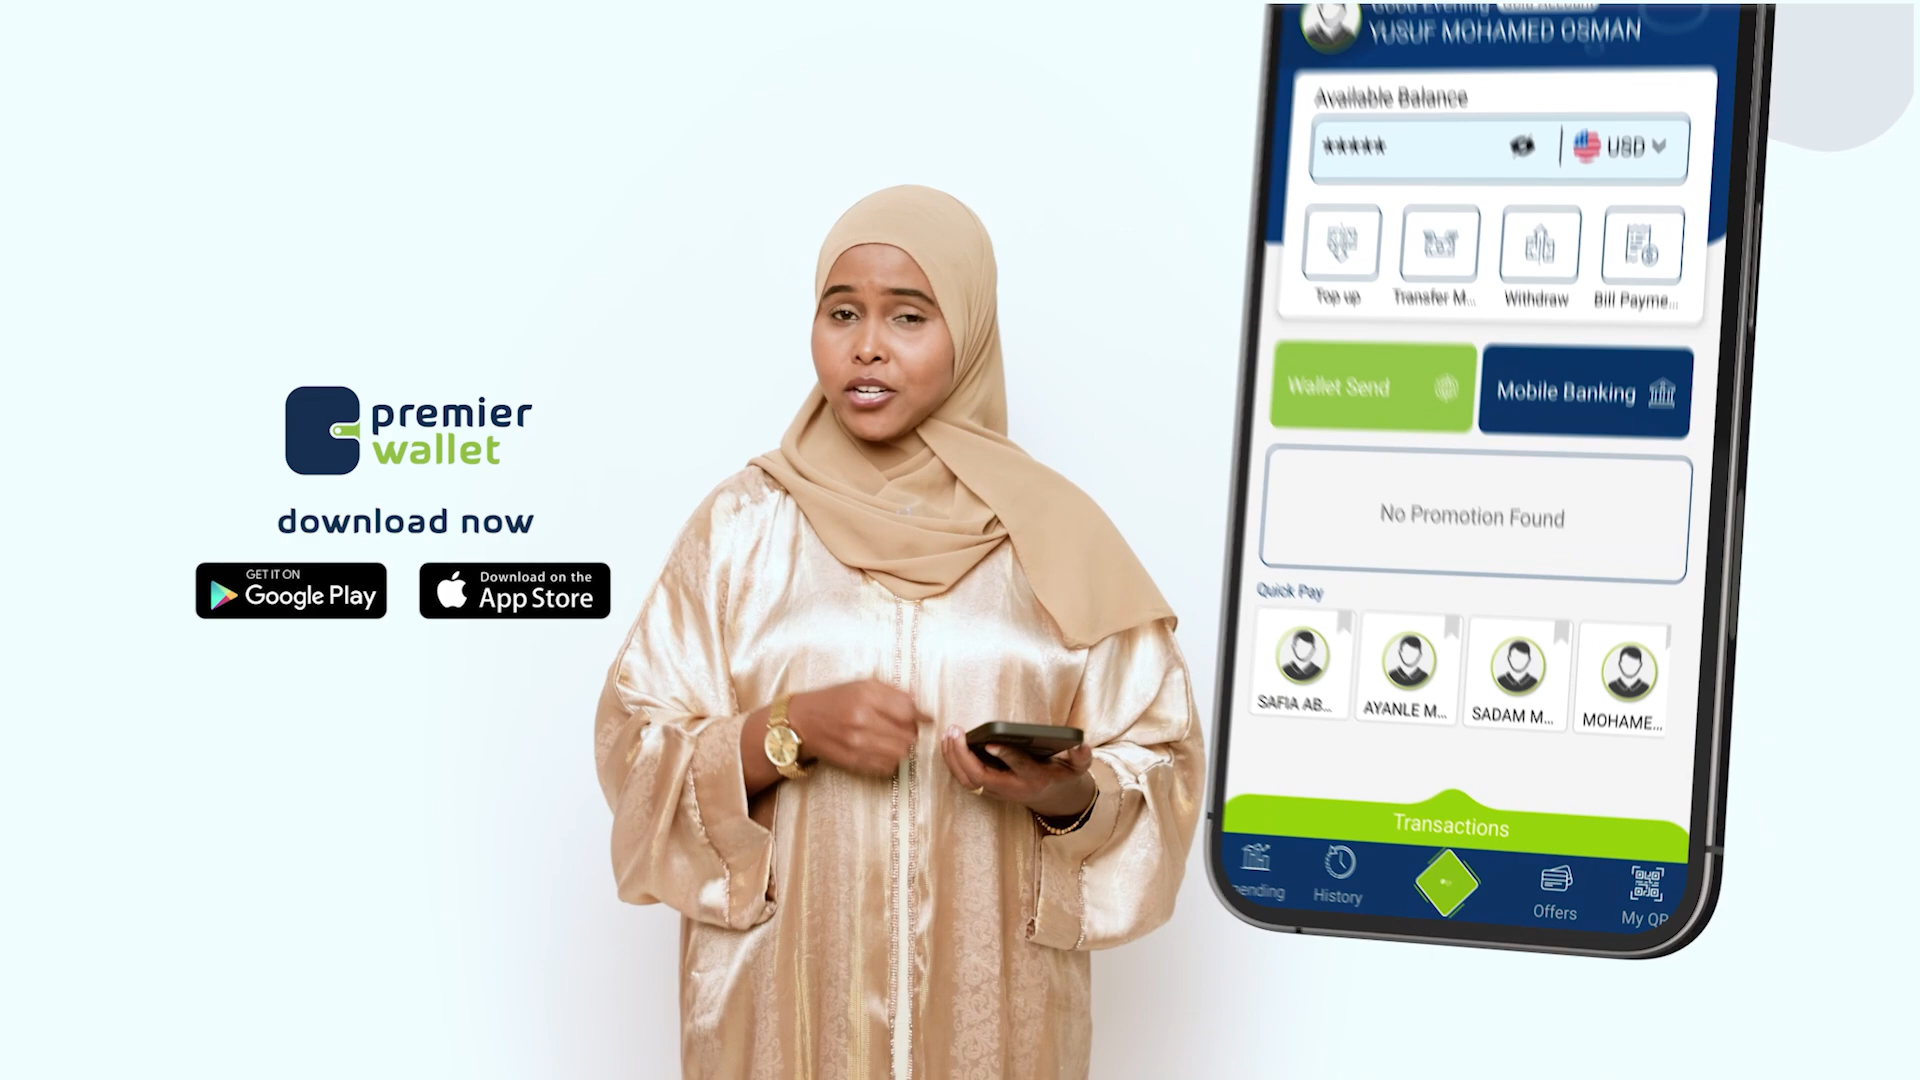 premier
wallet
download now
GET IT ON
Google Play
Download on the
App Store
Good Evening
YUSUF MOHAMED OSMAN
Available Balance
*****
USD
Top up
Transfer M...
Withdraw
Bill Payme...
Wallet Send
Mobile Banking
No Promotion Found
Quick Pay
SAFIA AB...
AYANLE M...
SADAM M...
MOHAME...
Transactions
History
Offers
My QR